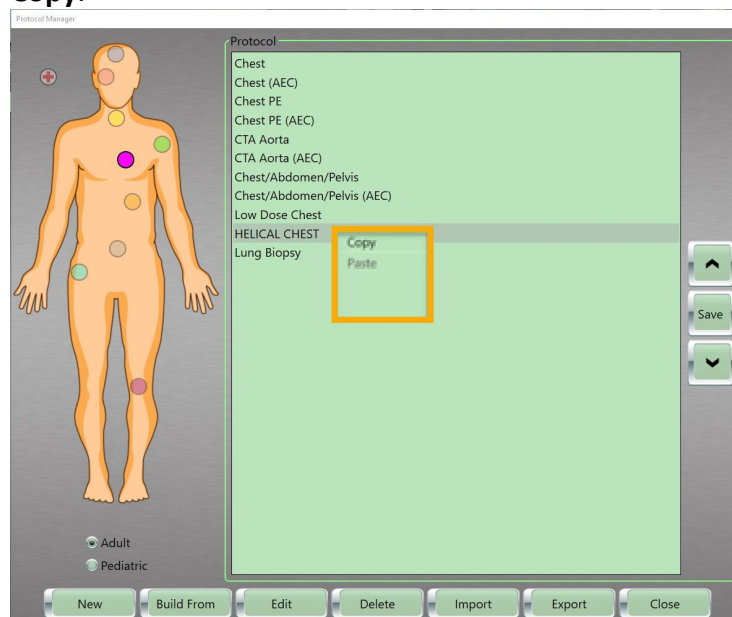 Copy.
Protocol Manager
Protocol
Chest
Chest (AEC)
Chest PE
Chest PE (AEC)
CTA Aorta
CTA Aorta (AEC)
Chest/Abdomen/Pelvis
Chest/Abdomen/Pelvis (AEC)
Low Dose Chest
HELICAL CHEST
Copy
Lung Biopsy
Paste
Save
Adult
Pediatric
New Build From Edit Delete Import Export Close